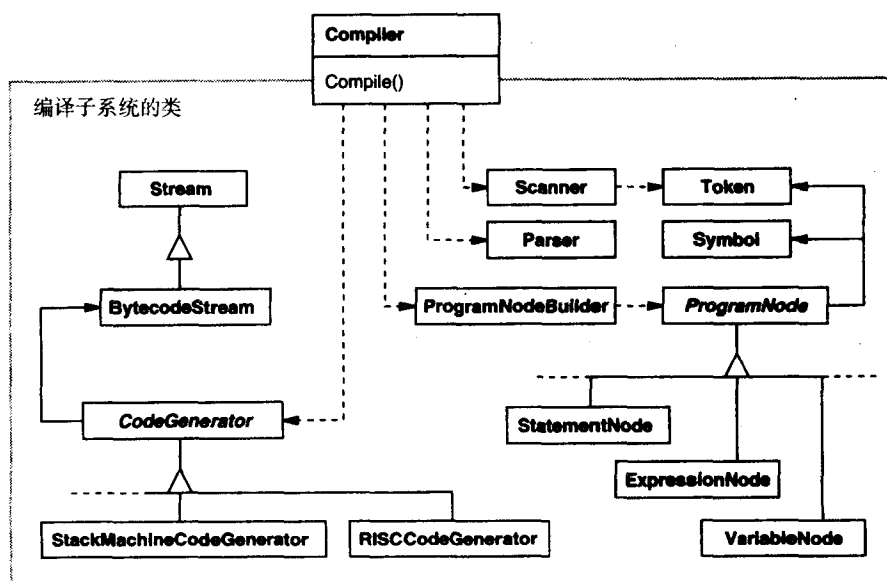 Compiler
Compile()
编译子系统的类
Stream
Scanner
Token
Parser
Symbol
BytecodeStream
ProgramNodeBuilder
ProgramNode
CodeGenerator
StatementNode
ExpressionNode
StackMachineCodeGenerator
RISCCodeGenerator
VariableNode